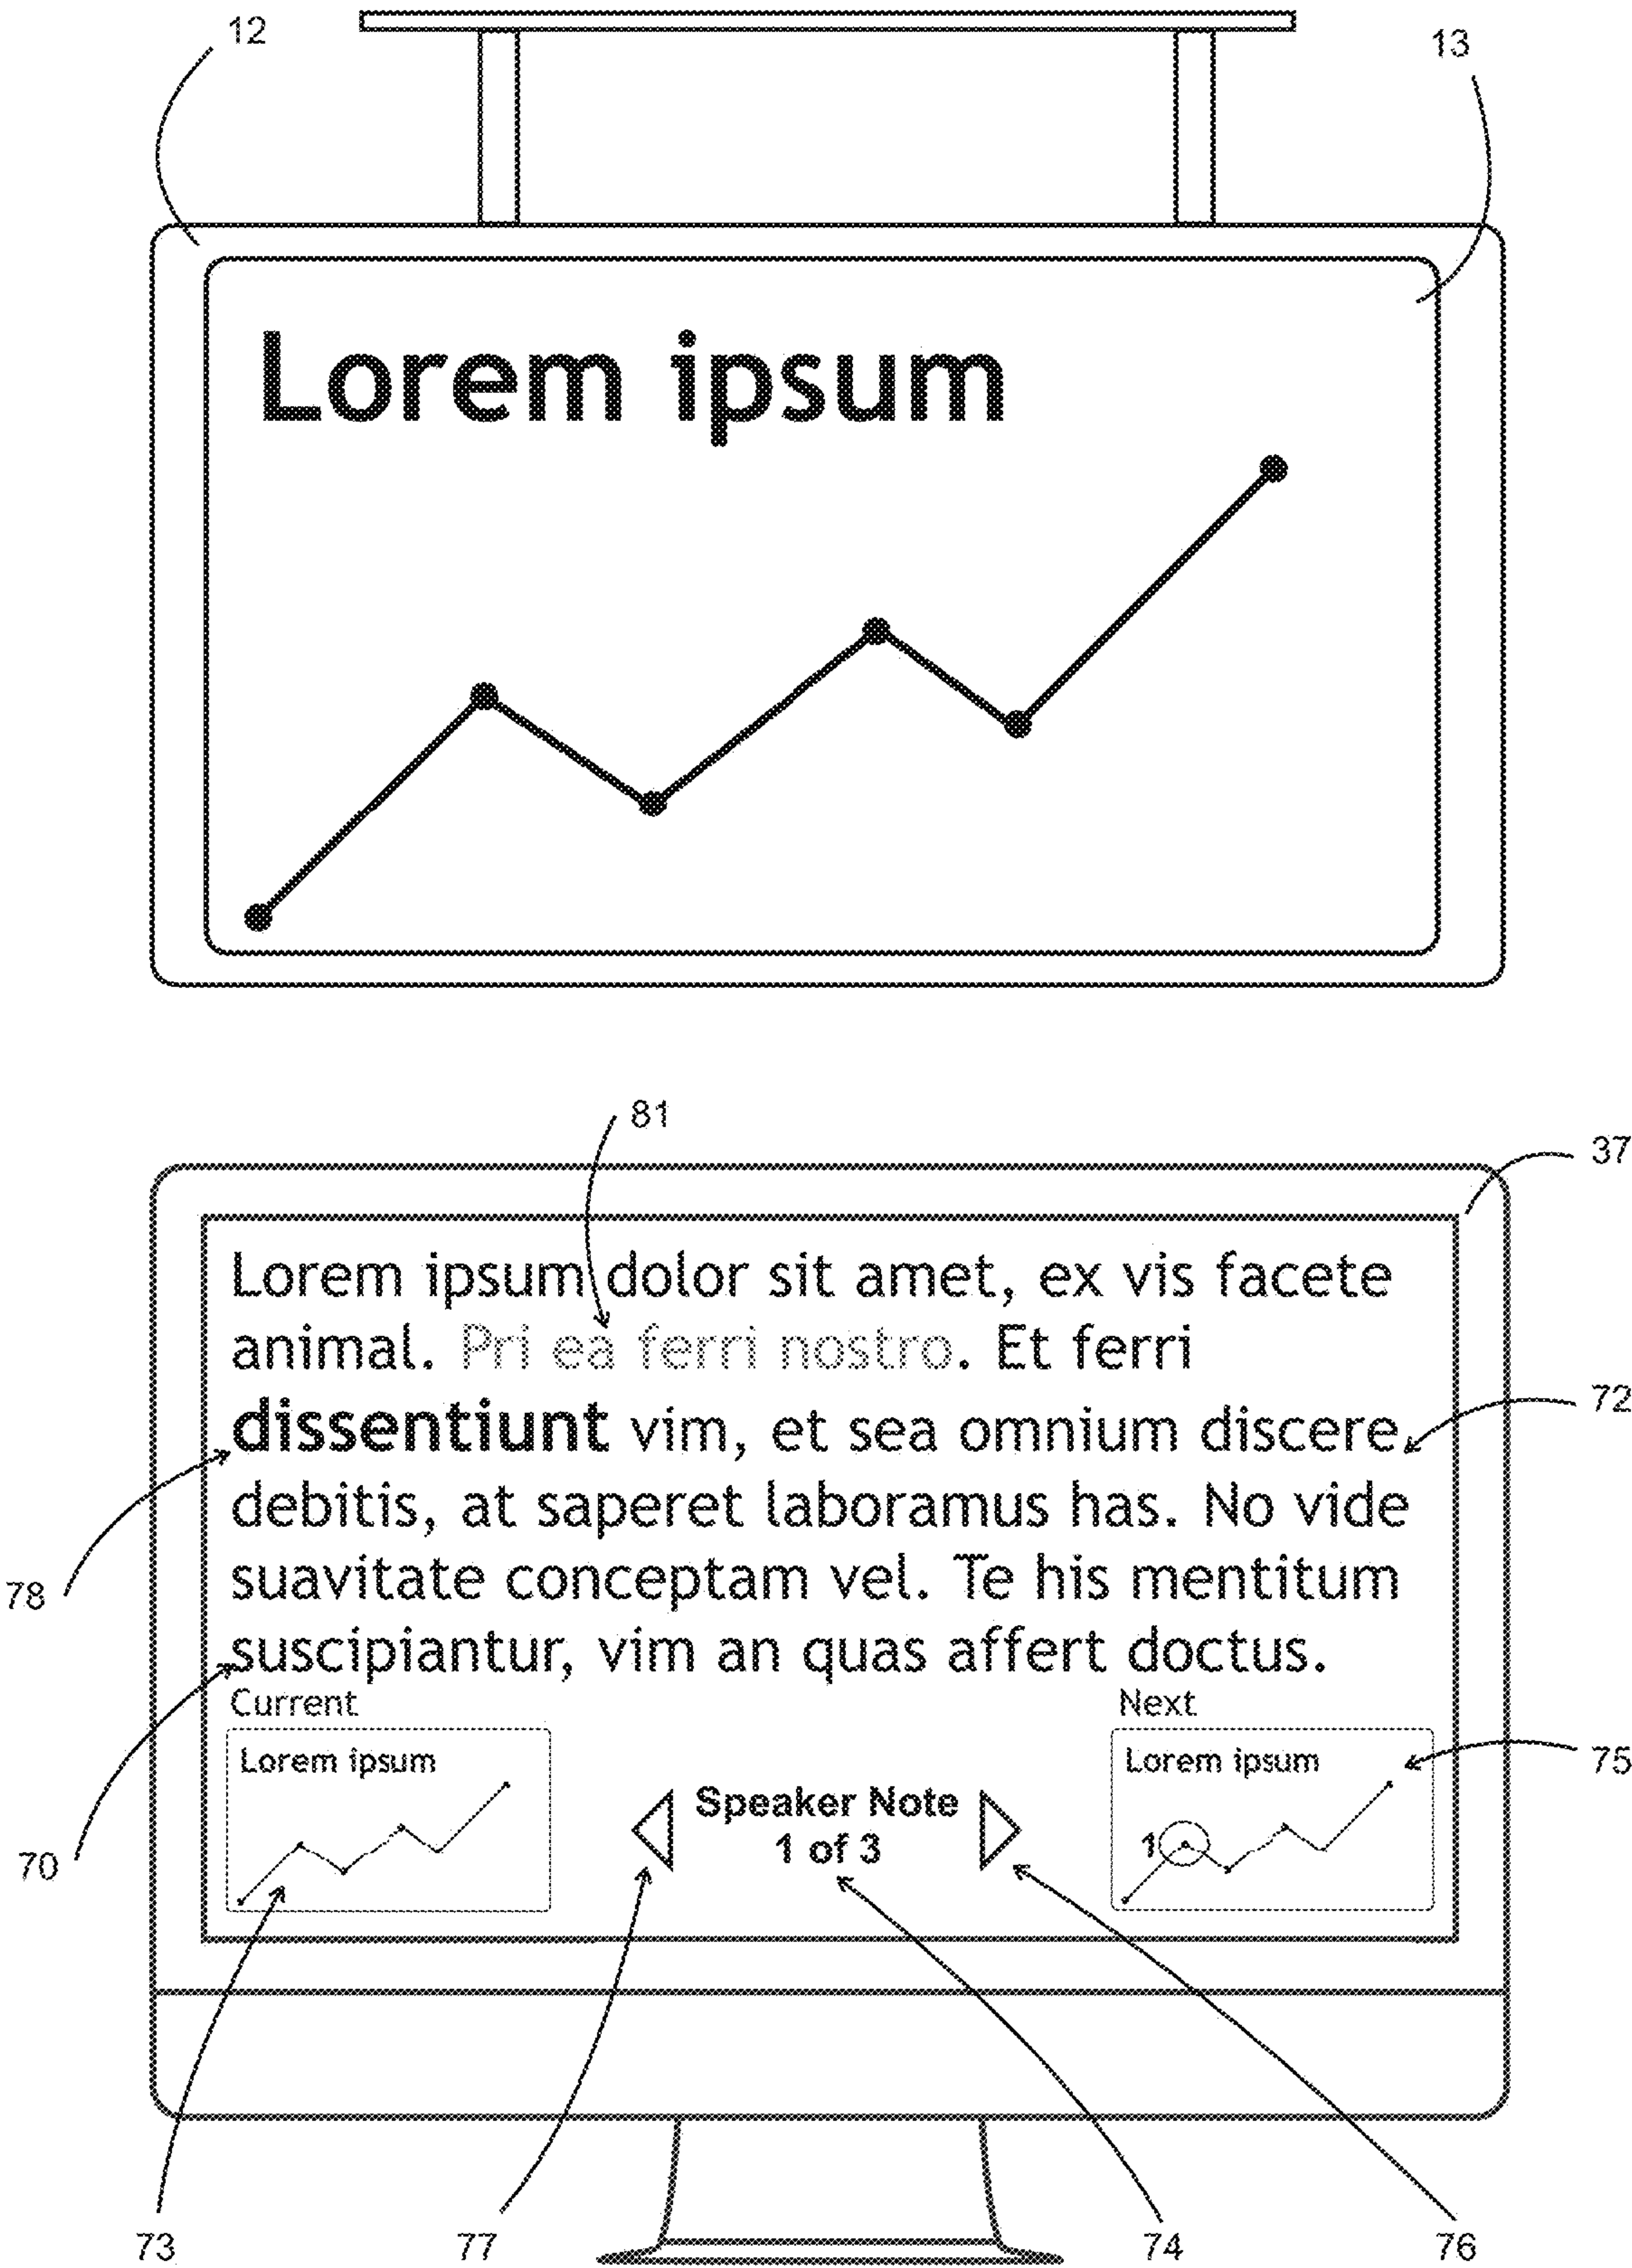 12
13
Lorem ipsum
81
37
Lorem ipsum dolor sit amet, ex vis facete
animal. Pri ea ferri nostro. Et ferri
dissentiunt vim, et sea omnium discere
72
debitis, at saperet laboramus has. No vide
suavitate conceptam vel. Te his mentitum
78
suscipiantur, vim an quas affert doctus.
Current
Next
Lorem ipsum
Lorem ipsum
75
Speaker Note
1 of 3
1
70
73
77
74
76